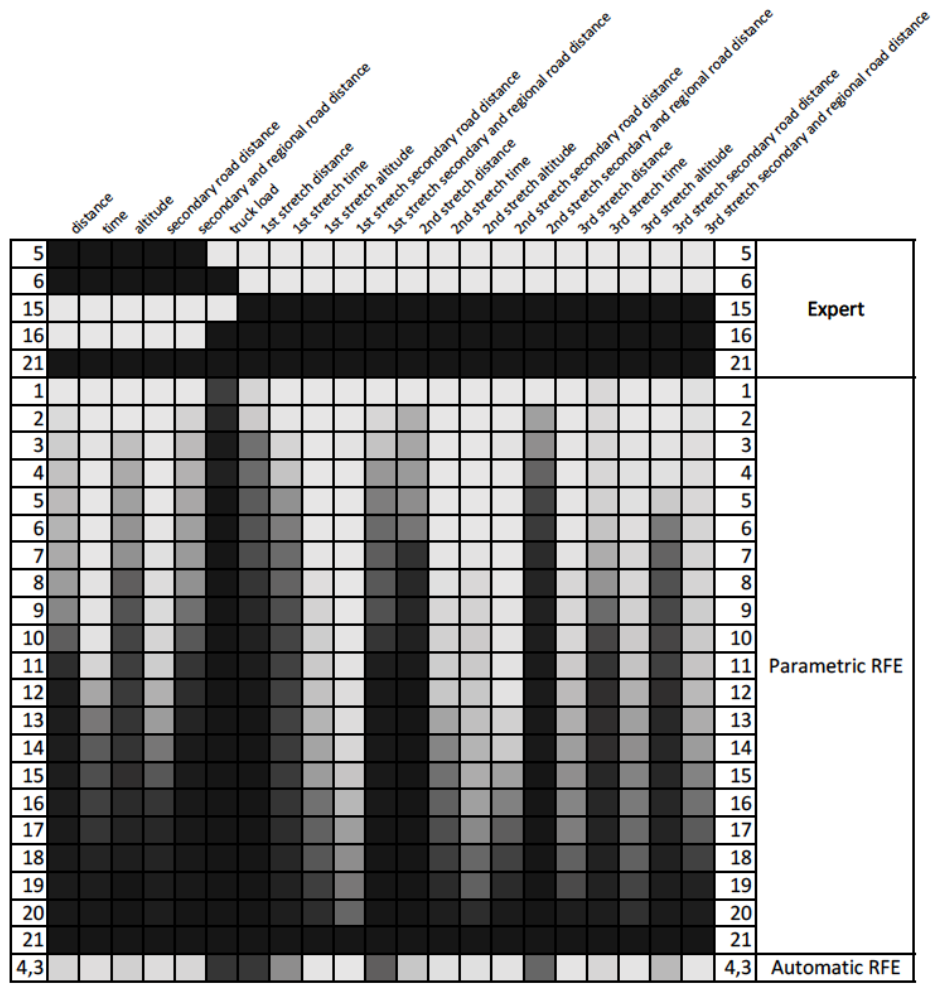 distance
time
altitude
secondary road distance
secondary and regional road distance
truck load
1st stretch distance
1st stretch time
1st stretch altitude
1st stretch secondary road distance
1st stretch secondary and regional road distance
2nd stretch distance
2nd stretch time
2nd stretch altitude
2nd stretch secondary road distance
2nd stretch secondary and regional road distance
3rd stretch distance
3rd stretch time
3rd stretch altitude
3rd stretch secondary road distance
3rd stretch secondary and regional road distance
5 5
6 6
15 15 Expert
16 16
21 21
1 1
2 2
3 3
4 4
5 5
6 6
7 7
8 8
9 9
10 10
11 11 Parametric RFE
12 12
13 13
14 14
15 15
16 16
17 17
18 18
19 19
20 20
21 21
4,3 4,3 Automatic RFE